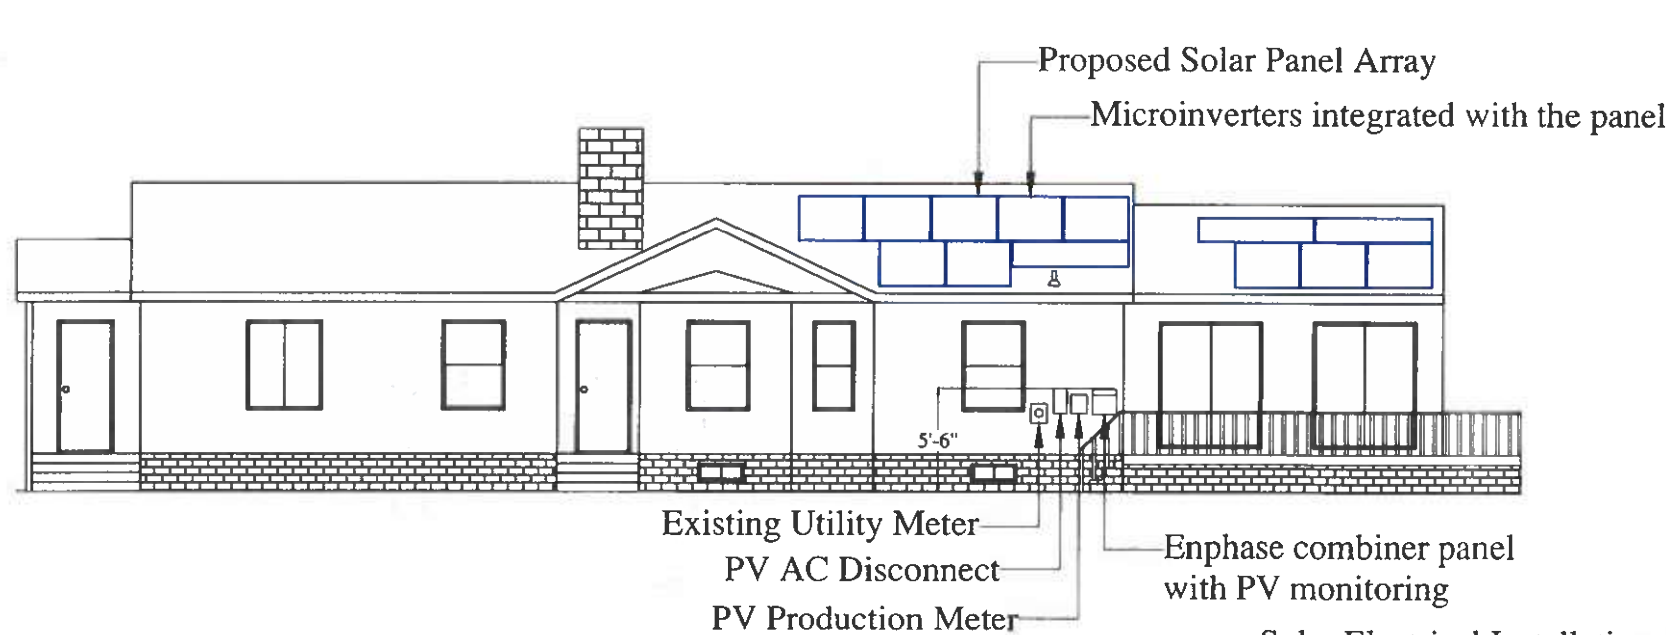 Proposed Solar Panel Array
Microinverters integrated with the panel
5'-6"
Existing Utility Meter
PV AC Disconnect
PV Production Meter
Enphase combiner panel
with PV monitoring